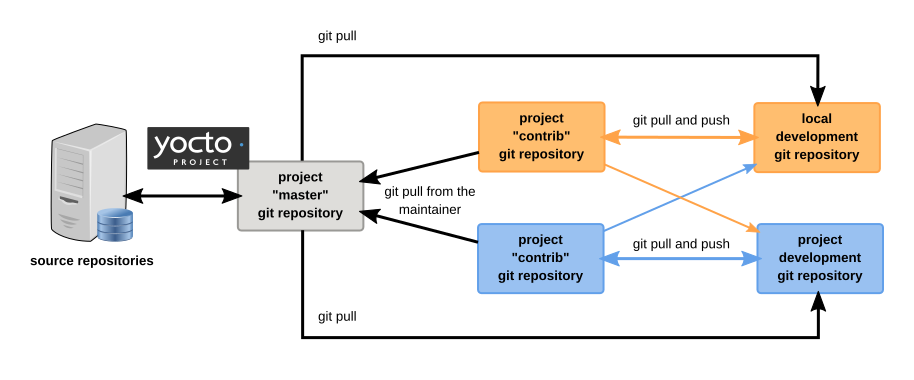 git pull
yocto
PROJECT
project
"master"
git repository
source repositories
project
"contrib"
git repository
git pull and push
local
development
git repository
git pull from the
maintainer
project
"contrib"
git repository
git pull and push
project
development
git repository
git pull